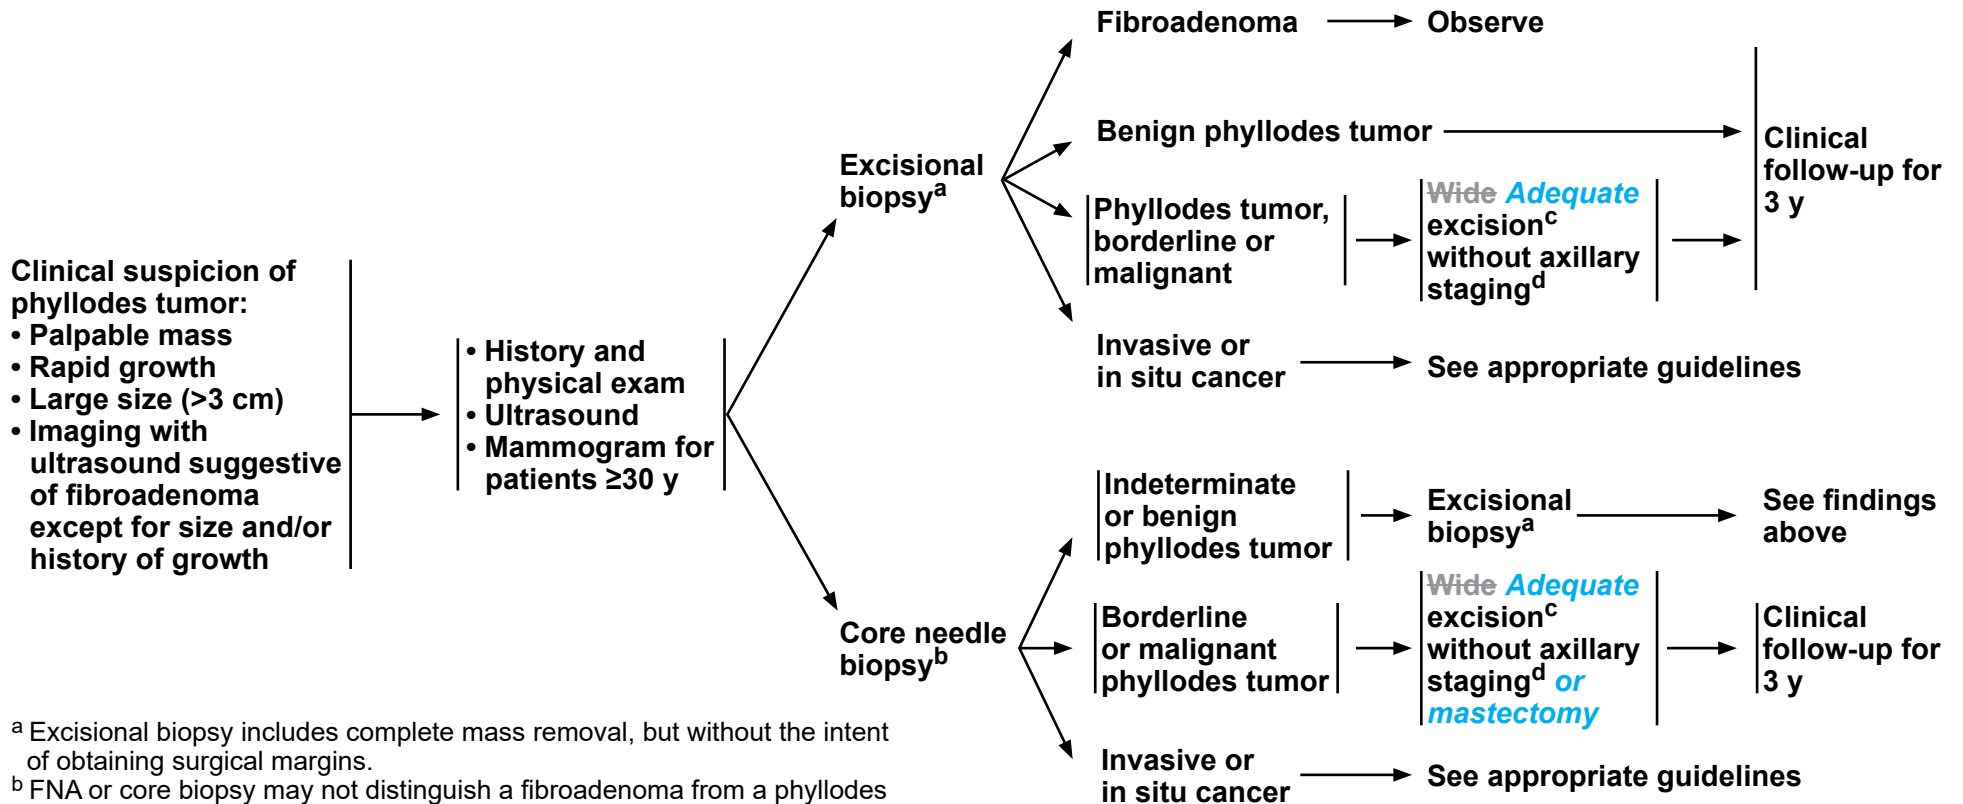 Clinical suspicion of
phyllodes tumor:
• Palpable mass
• Rapid growth
• Large size (>3 cm)
• Imaging with
ultrasound suggestive
of fibroadenoma
except for size and/or
history of growth
• History and
physical exam
• Ultrasound
• Mammogram for
patients ≥30 y
Excisional
biopsyᵃ
Fibroadenoma
Observe
Benign phyllodes tumor
Phyllodes tumor,
borderline or
malignant
Wide Adequate
excisionᶜ
without axillary
stagingᵈ
Clinical
follow-up for
3 y
Invasive or
in situ cancer
See appropriate guidelines
Core needle
biopsyᵇ
Indeterminate
or benign
phyllodes tumor
Excisional
biopsyᵃ
See findings
above
Borderline
or malignant
phyllodes tumor
Wide Adequate
excisionᶜ
without axillary
stagingᵈ or
mastectomy
Clinical
follow-up for
3 y
Invasive or
in situ cancer
See appropriate guidelines
ᵃ Excisional biopsy includes complete mass removal, but without the intent
of obtaining surgical margins.
ᵇ FNA or core biopsy may not distinguish a fibroadenoma from a phyllodes